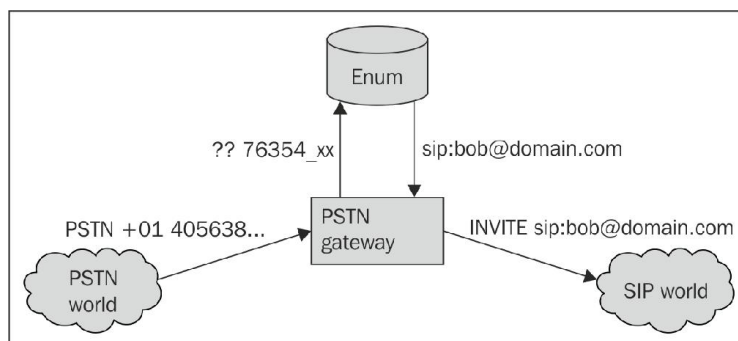 Enum
?? 76354_xx
sip:bob@domain.com
PSTN +01 405638...
PSTN
gateway
INVITE sip:bob@domain.com
PSTN
world
SIP world